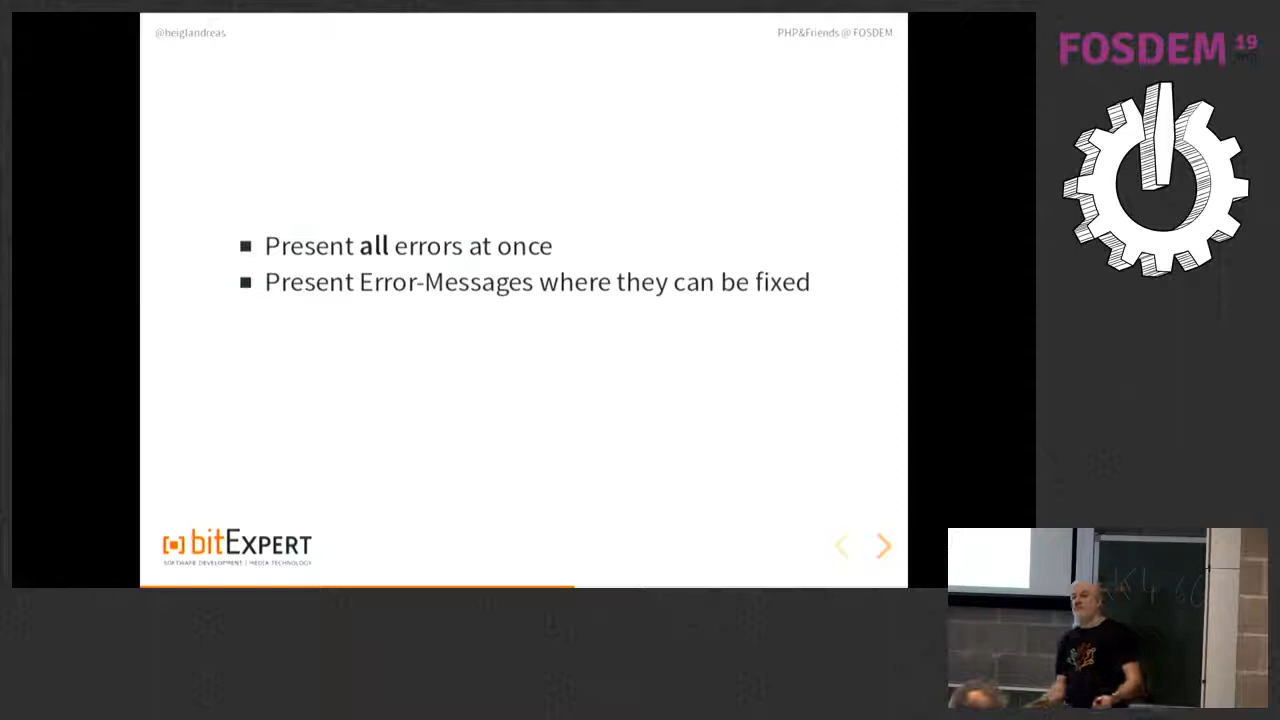 @heiglandreas
PHP&Friends @ FOSDEM
FOSDEM 19
.org
■ Present all errors at once
■ Present Error-Messages where they can be fixed
bitExpert
SOFTWARE DEVELOPMENT | MEDIA TECHNOLOGY